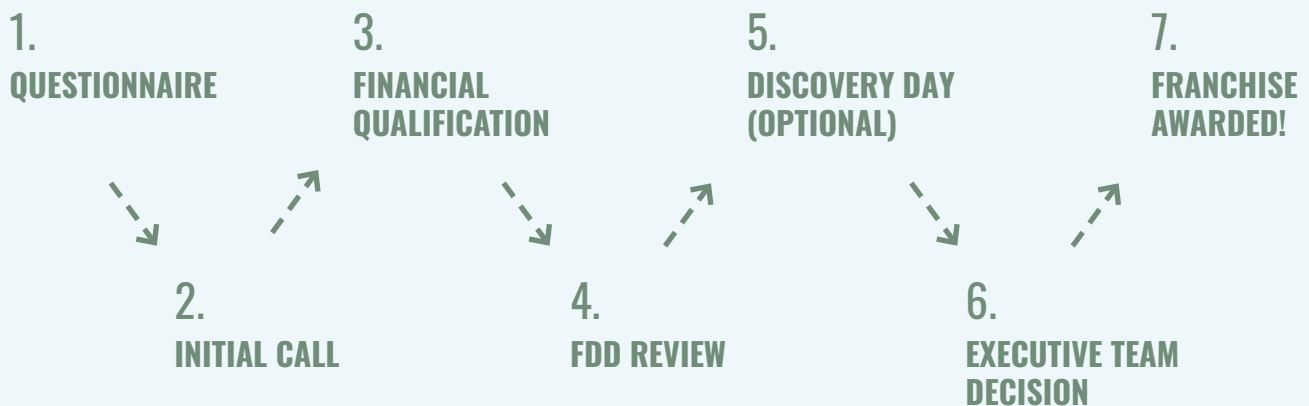 1.
QUESTIONNAIRE
2.
INITIAL CALL
3.
FINANCIAL
QUALIFICATION
4.
FDD REVIEW
5.
DISCOVERY DAY
(OPTIONAL)
6.
EXECUTIVE TEAM
DECISION
7.
FRANCHISE
AWARDED!